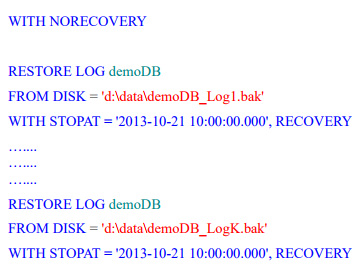 WITH NORECOVERY
RESTORE LOG demoDB
FROM DISK = 'd:\data\demoDB_Log1.bak'
WITH STOPAT = '2013-10-21 10:00:00.000', RECOVERY
…....
…....
…....
RESTORE LOG demoDB
FROM DISK = 'd:\data\demoDB_LogK.bak'
WITH STOPAT = '2013-10-21 10:00:00.000', RECOVERY